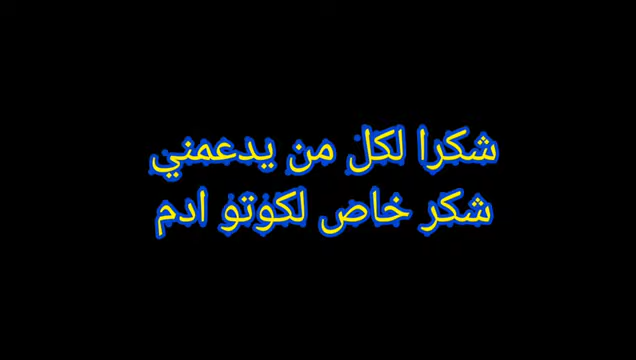 شكرا لكل من يدعمني
شكر خاص لكوتو ادم